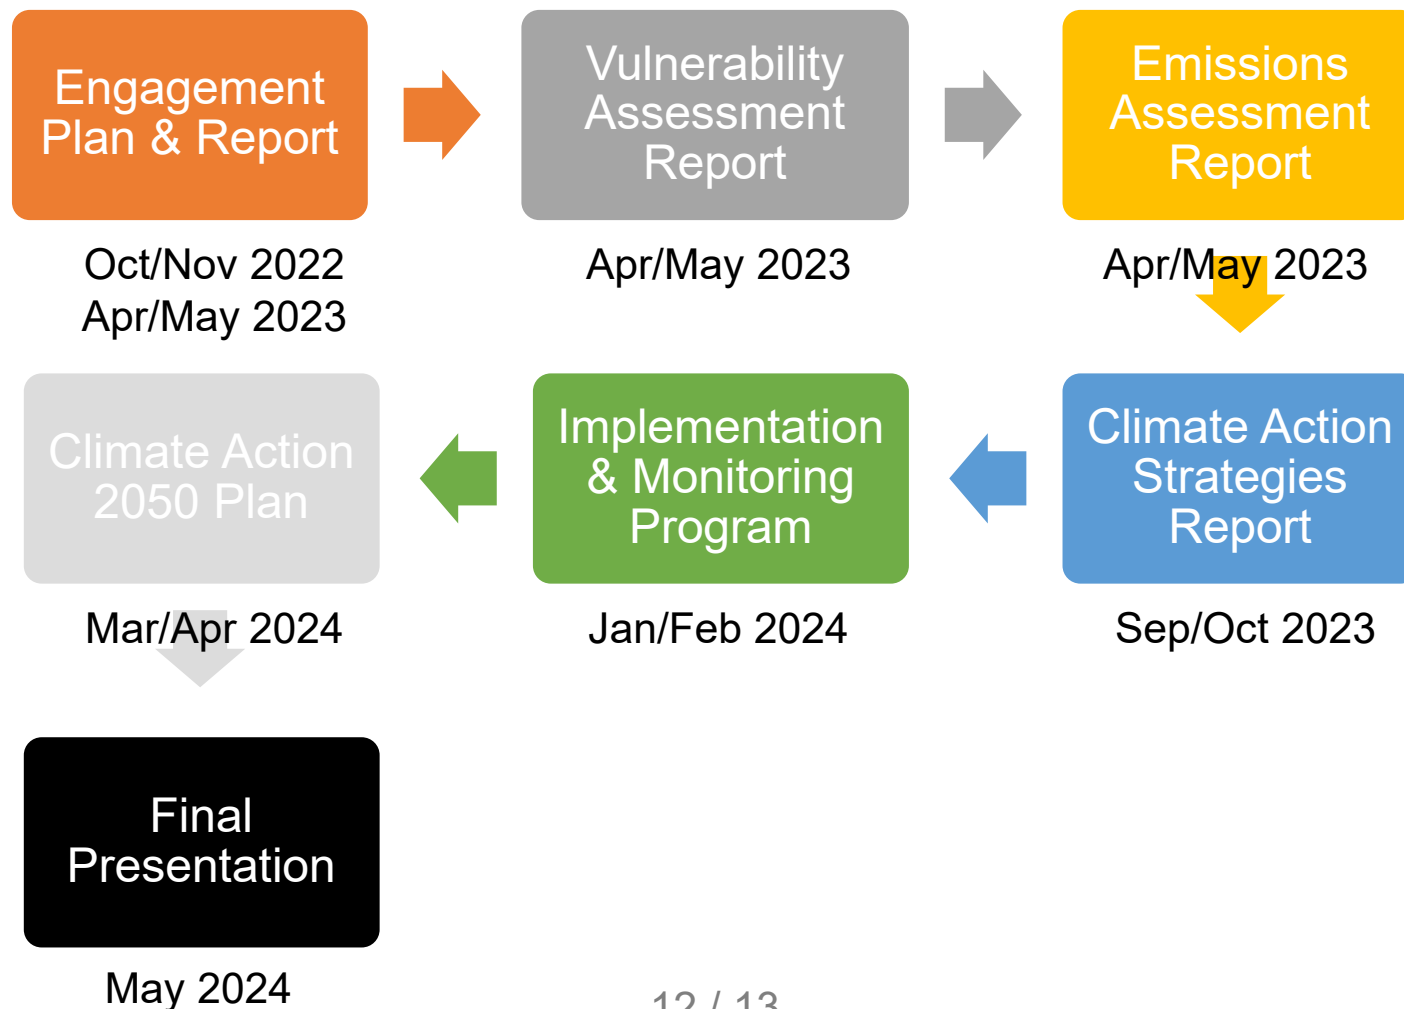 Engagement
Plan & Report
Vulnerability
Assessment
Report
Emissions
Assessment
Report
Oct/Nov 2022
Apr/May 2023
Apr/May 2023
Apr/May 2023
Climate Action
2050 Plan
Implementation
& Monitoring
Program
Climate Action
Strategies
Report
Mar/Apr 2024
Jan/Feb 2024
Sep/Oct 2023
Final
Presentation
May 2024
12 / 13